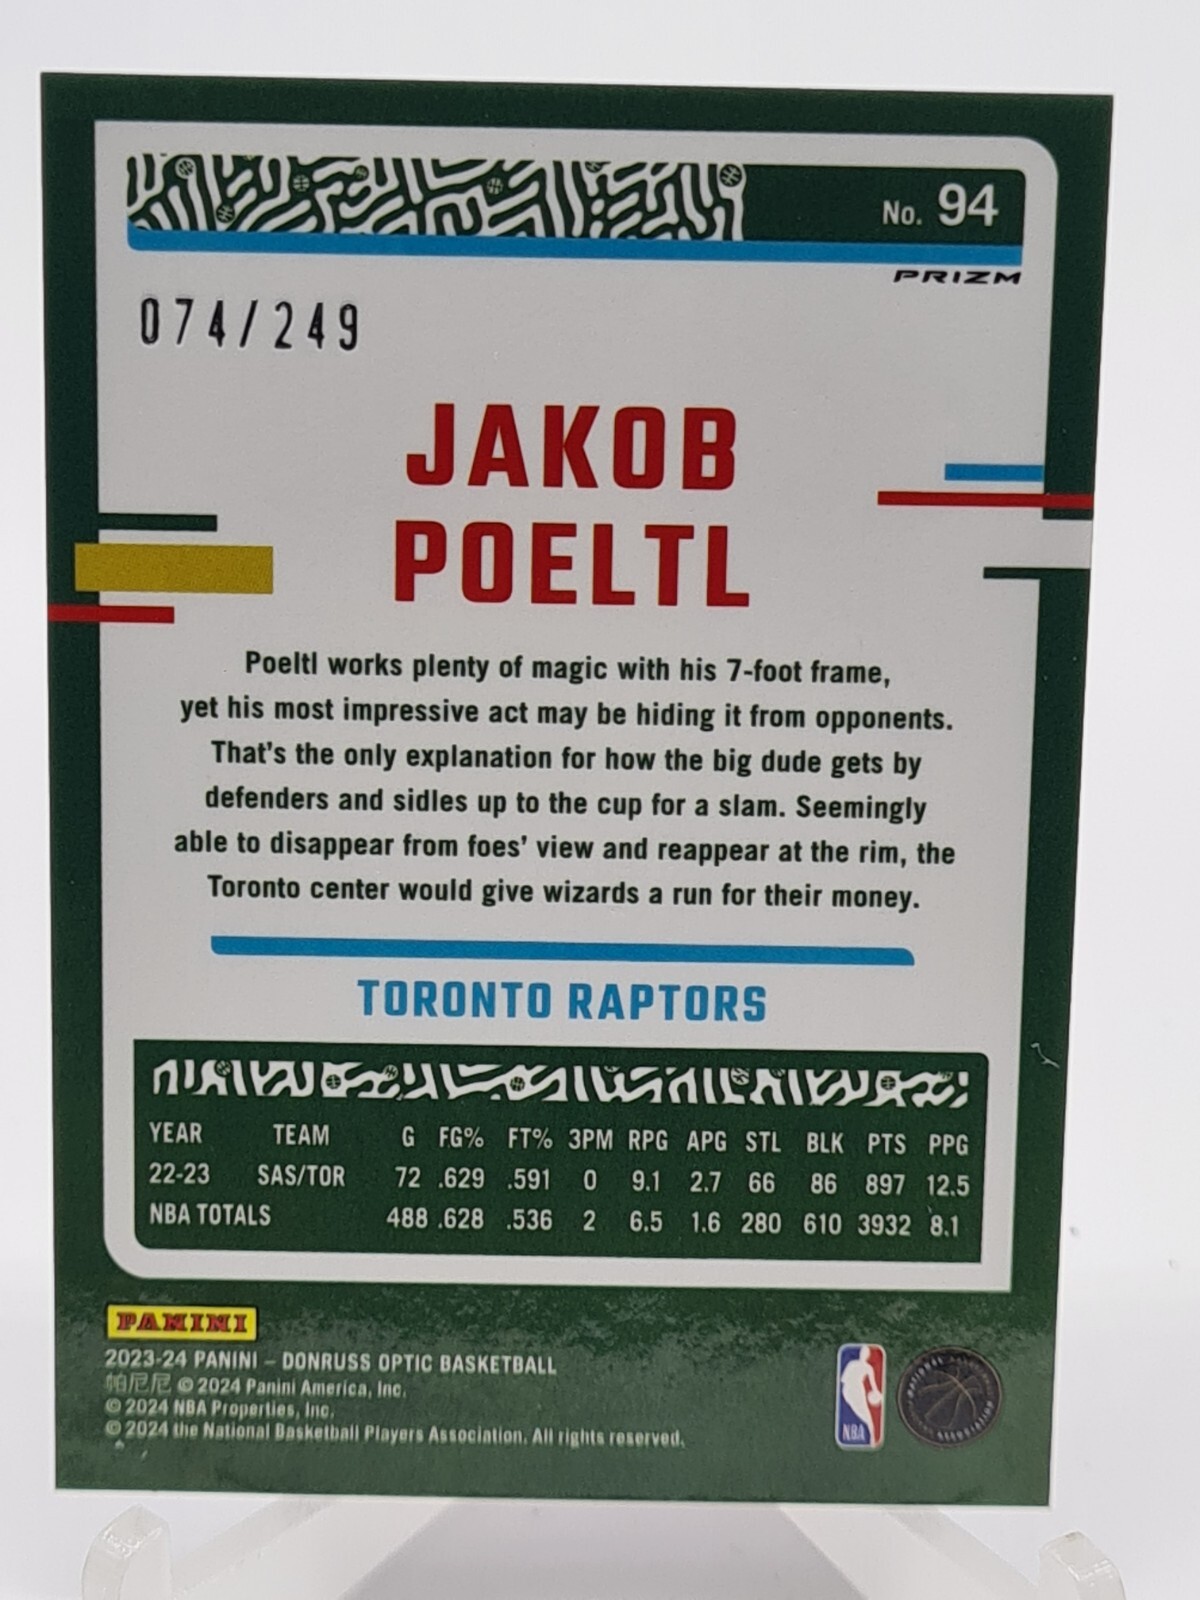 No. 94
PRIZM
074/249
JAKOB
POELTL
Poeltl works plenty of magic with his 7-foot frame,
yet his most impressive act may be hiding it from opponents.
That's the only explanation for how the big dude gets by
defenders and sidles up to the cup for a slam. Seemingly
able to disappear from foes' view and reappear at the rim, the
Toronto center would give wizards a run for their money.
TORONTO RAPTORS
YEAR TEAM G FG% FT% 3PM RPG APG STL BLK PTS PPG
22-23 SAS/TOR 72 .629 .591 0 9.1 2.7 66 86 897 12.5
NBA TOTALS 488 .628 .536 2 6.5 1.6 280 610 3932 8.1
PANINI
2023-24 PANINI – DONRUSS OPTIC BASKETBALL
帕尼尼 © 2024 Panini America, Inc.
© 2024 NBA Properties, Inc.
© 2024 the National Basketball Players Association. All rights reserved.
NBA